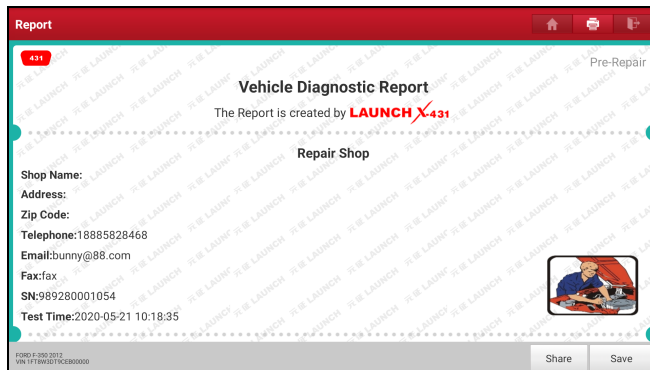 Report
431
Pre-Repair
Vehicle Diagnostic Report
The Report is created by LAUNCH X-431
Repair Shop
Shop Name:
Address:
Zip Code:
Telephone:18885828468
Email:bunny@88.com
Fax:fax
SN:989280001054
Test Time:2020-05-21 10:18:35
FORD F-350 2012
VIN 1FT8W3DT9CEB00000
Share
Save